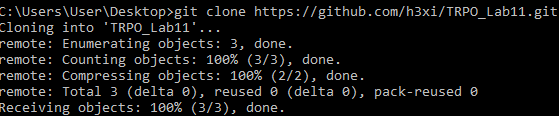 C:\Users\User\Desktop>git clone https://github.com/h3xi/TRPO_Lab11.git
Cloning into 'TRPO_Lab11'...
remote: Enumerating objects: 3, done.
remote: Counting objects: 100% (3/3), done.
remote: Compressing objects: 100% (2/2), done.
remote: Total 3 (delta 0), reused 0 (delta 0), pack-reused 0
Receiving objects: 100% (3/3), done.